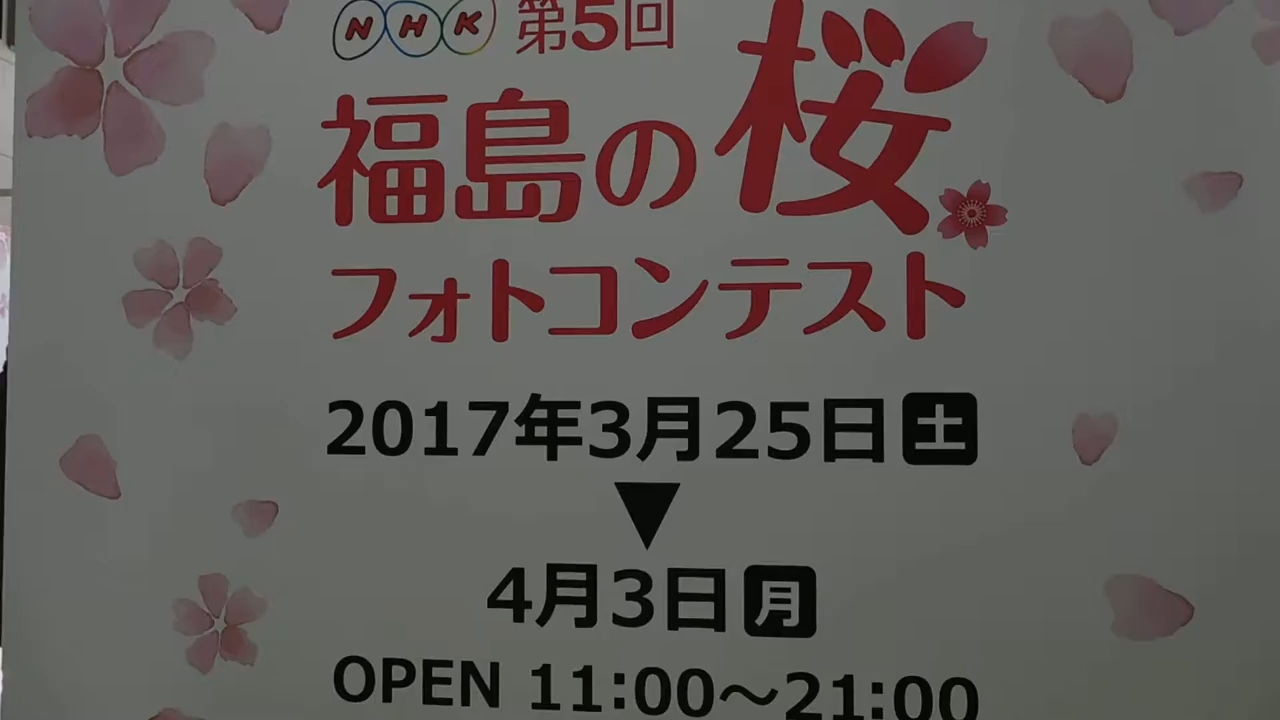 NHK 第5回
福島の桜
フォトコンテスト
2017年3月25日 土
▼
4月3日 月
OPEN 11:00～21:00